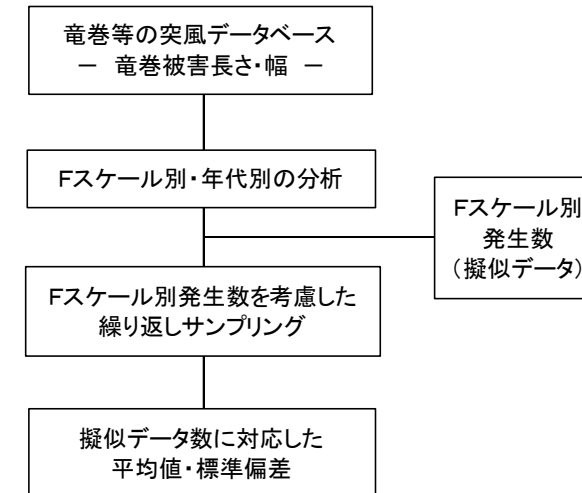 竜巻等の突風データベース
－ 竜巻被害長さ・幅 －
Fスケール別・年代別の分析
Fスケール別
発生数
（擬似データ）
Fスケール別発生数を考慮した
繰り返しサンプリング
擬似データ数に対応した
平均値・標準偏差